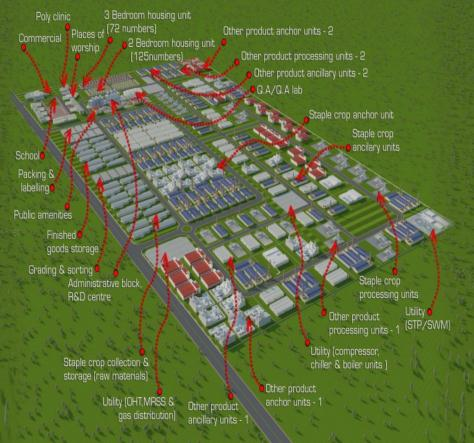 Poly clinic
Commercial
Places of
worship
3 Bedroom housing unit
(72 numbers)
2 Bedroom housing unit
(125numbers)
Other product anchor units - 2
Other product processing units - 2
Other product ancillary units - 2
Q.A/Q.A lab
Staple crop anchor unit
Staple crop
ancilary units
School
Packing &
labelling
Public amenities
Finished
goods storage
Grading & sorting
Administrative block,
R&D centre
Staple crop collection &
storage (raw materials)
Utility (OHT,MRSS &
gas distribution)
Other product
ancillary units - 1
Other product
anchor units - 1
Utility (compressor,
chiller & boiler units )
Other product
processing units - 1
Staple crop
processing units
Utility
(STP/SWM)